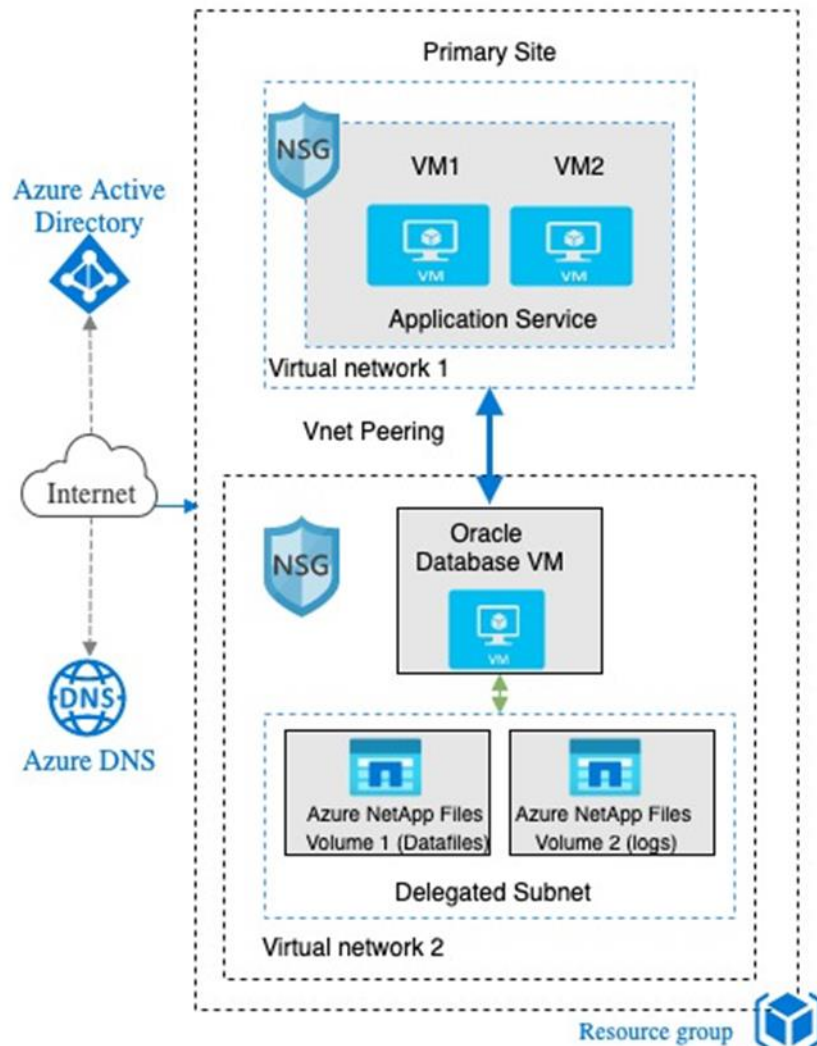 Primary Site
NSG
VM1
VM2
VM
VM
Application Service
Virtual network 1
Azure Active
Directory
Vnet Peering
Internet
NSG
Oracle
Database VM
VM
DNS
Azure DNS
Azure NetApp Files
Volume 1 (Datafiles)
Azure NetApp Files
Volume 2 (logs)
Delegated Subnet
Virtual network 2
Resource group